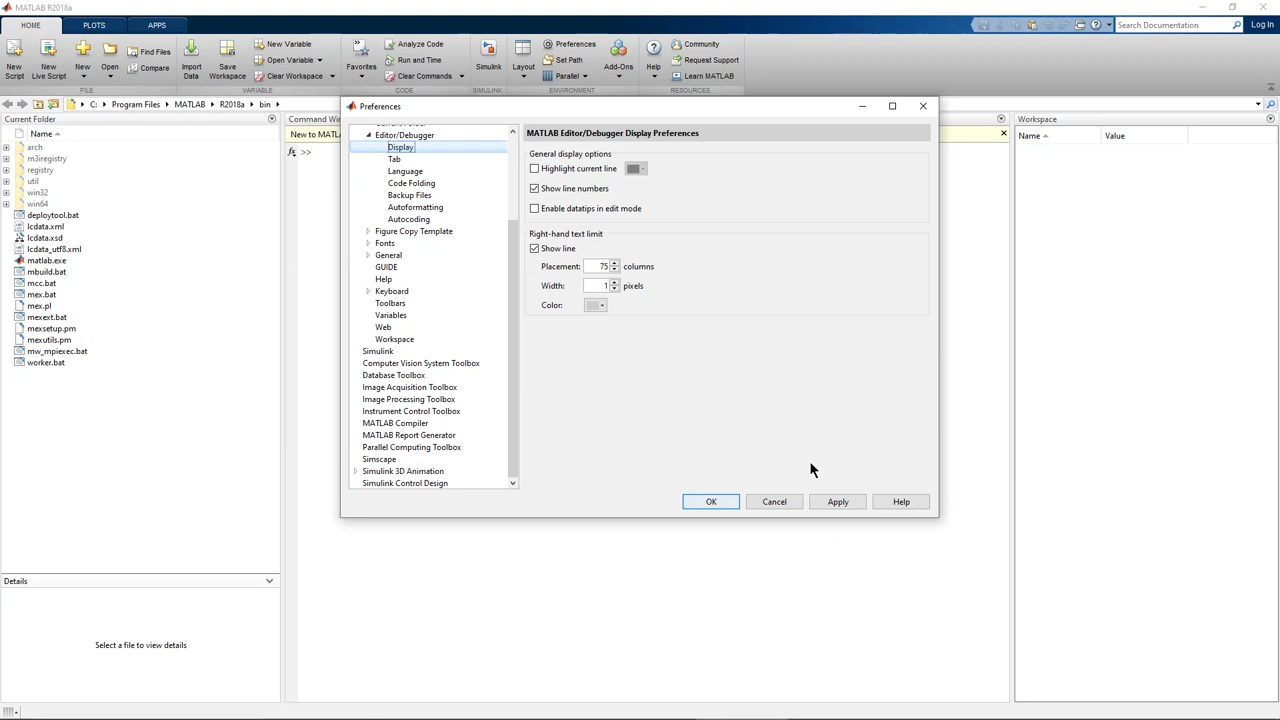 MATLAB R2018a
HOME
PLOTS
APPS
Search Documentation
Log In
New Script
New Live Script
New
Open
Find Files
Compare
Import Data
Save Workspace
New Variable
Open Variable
Clear Workspace
Favorites
Analyze Code
Run and Time
Clear Commands
Simulink
Layout
Preferences
Set Path
Parallel
Add-Ons
Help
Community
Request Support
Learn MATLAB
FILE
VARIABLE
CODE
SIMULINK
ENVIRONMENT
RESOURCES
C: Program Files MATLAB R2018a bin
Current Folder
Name
arch
m3iregistry
registry
util
win32
win64
deploytool.bat
lcdata.xml
lcdata.xsd
lcdata_utf8.xml
matlab.exe
mbuild.bat
mcc.bat
mex.bat
mex.pl
mexext.bat
mexsetup.pm
mexutils.pm
mw_mpiexec.bat
worker.bat
Details
Select a file to view details
Command Win
New to MATL
fx >>
Preferences
Editor/Debugger
Display
Tab
Language
Code Folding
Backup Files
Autoformatting
Autocoding
Figure Copy Template
Fonts
General
GUIDE
Help
Keyboard
Toolbars
Variables
Web
Workspace
Simulink
Computer Vision System Toolbox
Database Toolbox
Image Acquisition Toolbox
Image Processing Toolbox
Instrument Control Toolbox
MATLAB Compiler
MATLAB Report Generator
Parallel Computing Toolbox
Simscape
Simulink 3D Animation
Simulink Control Design
MATLAB Editor/Debugger Display Preferences
General display options
Highlight current line
Show line numbers
Enable datatips in edit mode
Right-hand text limit
Show line
Placement: 75 columns
Width: 1 pixels
Color:
OK
Cancel
Apply
Help
Workspace
Name
Value